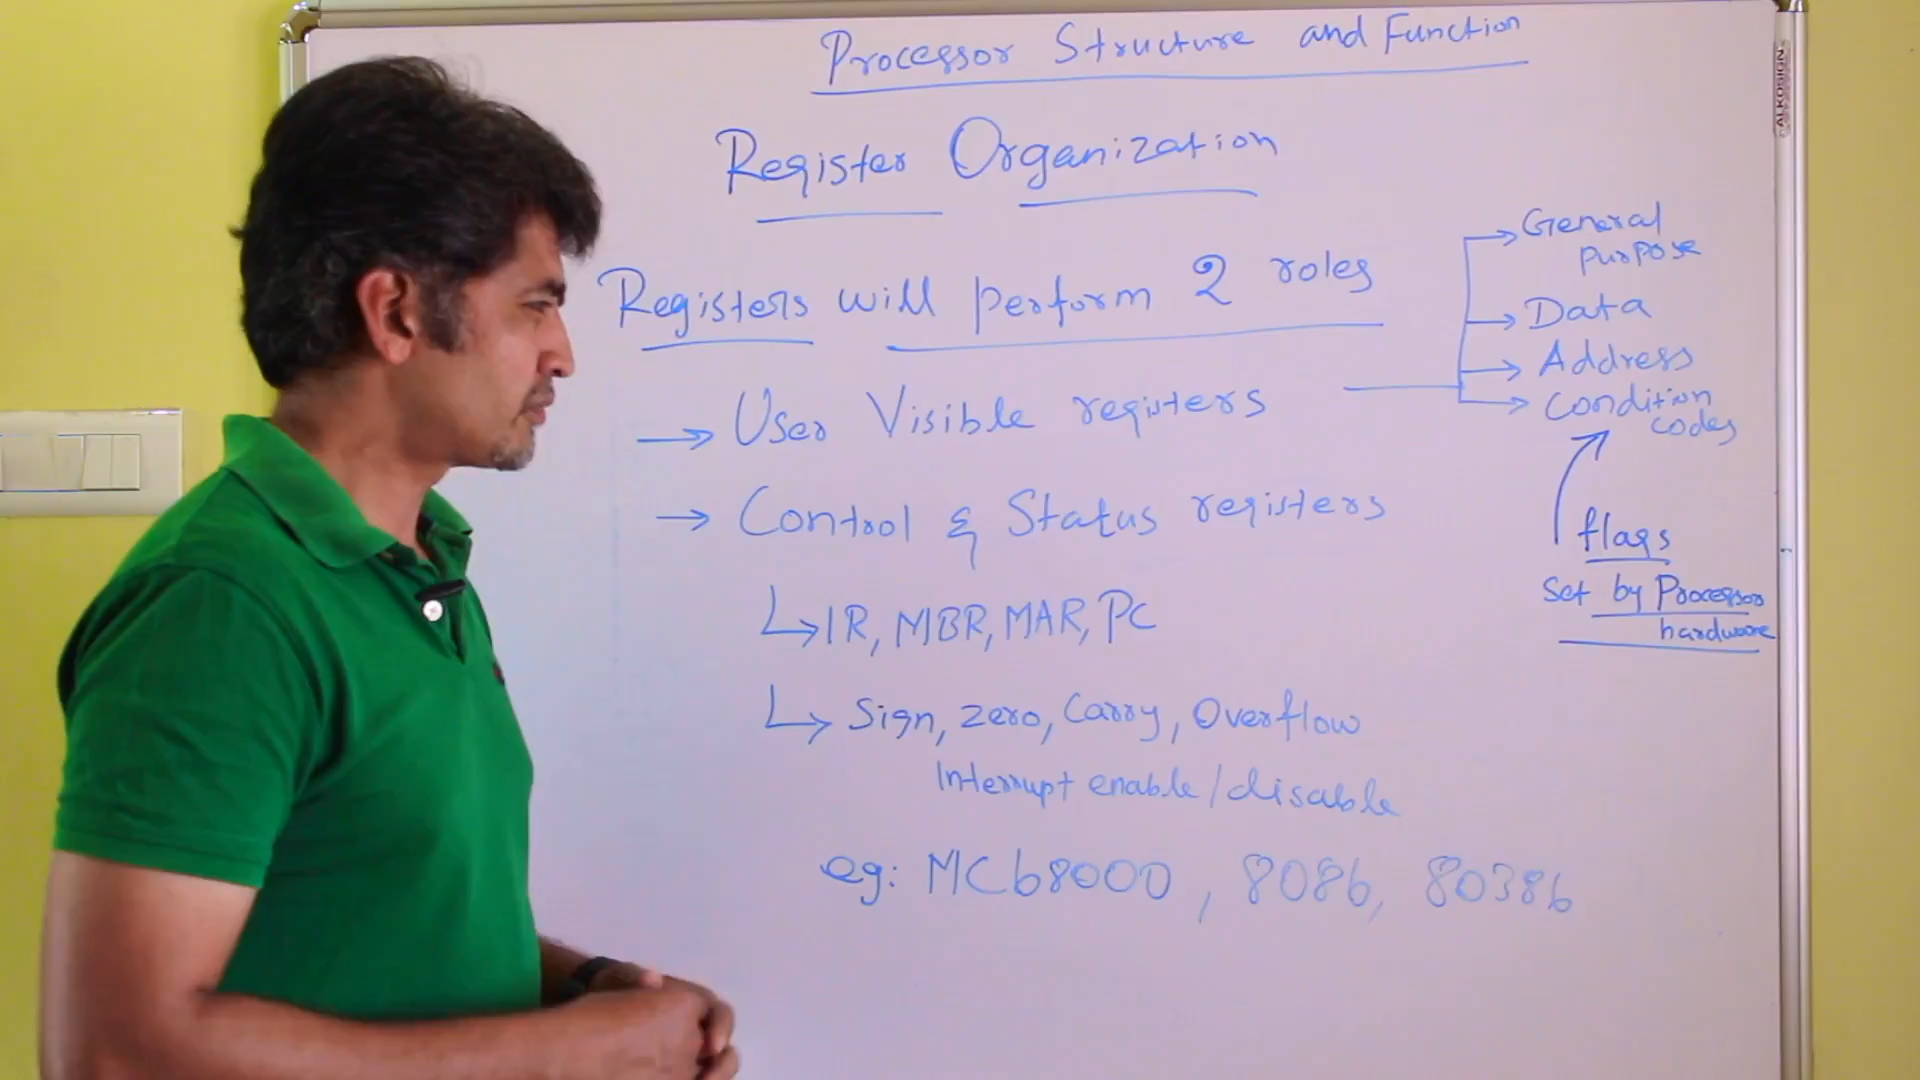 Processor Structure and Function
Register Organization
Registers will perform 2 roles
→ User Visible registers
General
purpose
Data
Address
Condition
codes
flags
Set by Processor
hardware
→ Control & Status registers
IR, MBR, MAR, PC
Sign, zero, Carry, Overflow
Interrupt enable/disable
eg: MC68000, 8086, 80386
ALKOSIGN